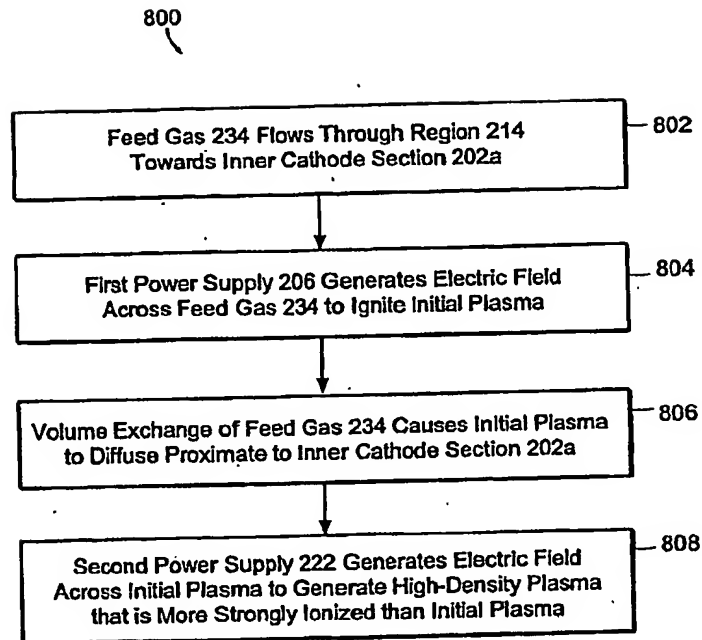 800
Feed Gas 234 Flows Through Region 214
Towards Inner Cathode Section 202a
802
First Power Supply 206 Generates Electric Field
Across Feed Gas 234 to Ignite Initial Plasma
804
Volume Exchange of Feed Gas 234 Causes Initial Plasma
to Diffuse Proximate to Inner Cathode Section 202a
806
Second Power Supply 222 Generates Electric Field
Across Initial Plasma to Generate High-Density Plasma
that is More Strongly Ionized than Initial Plasma
808